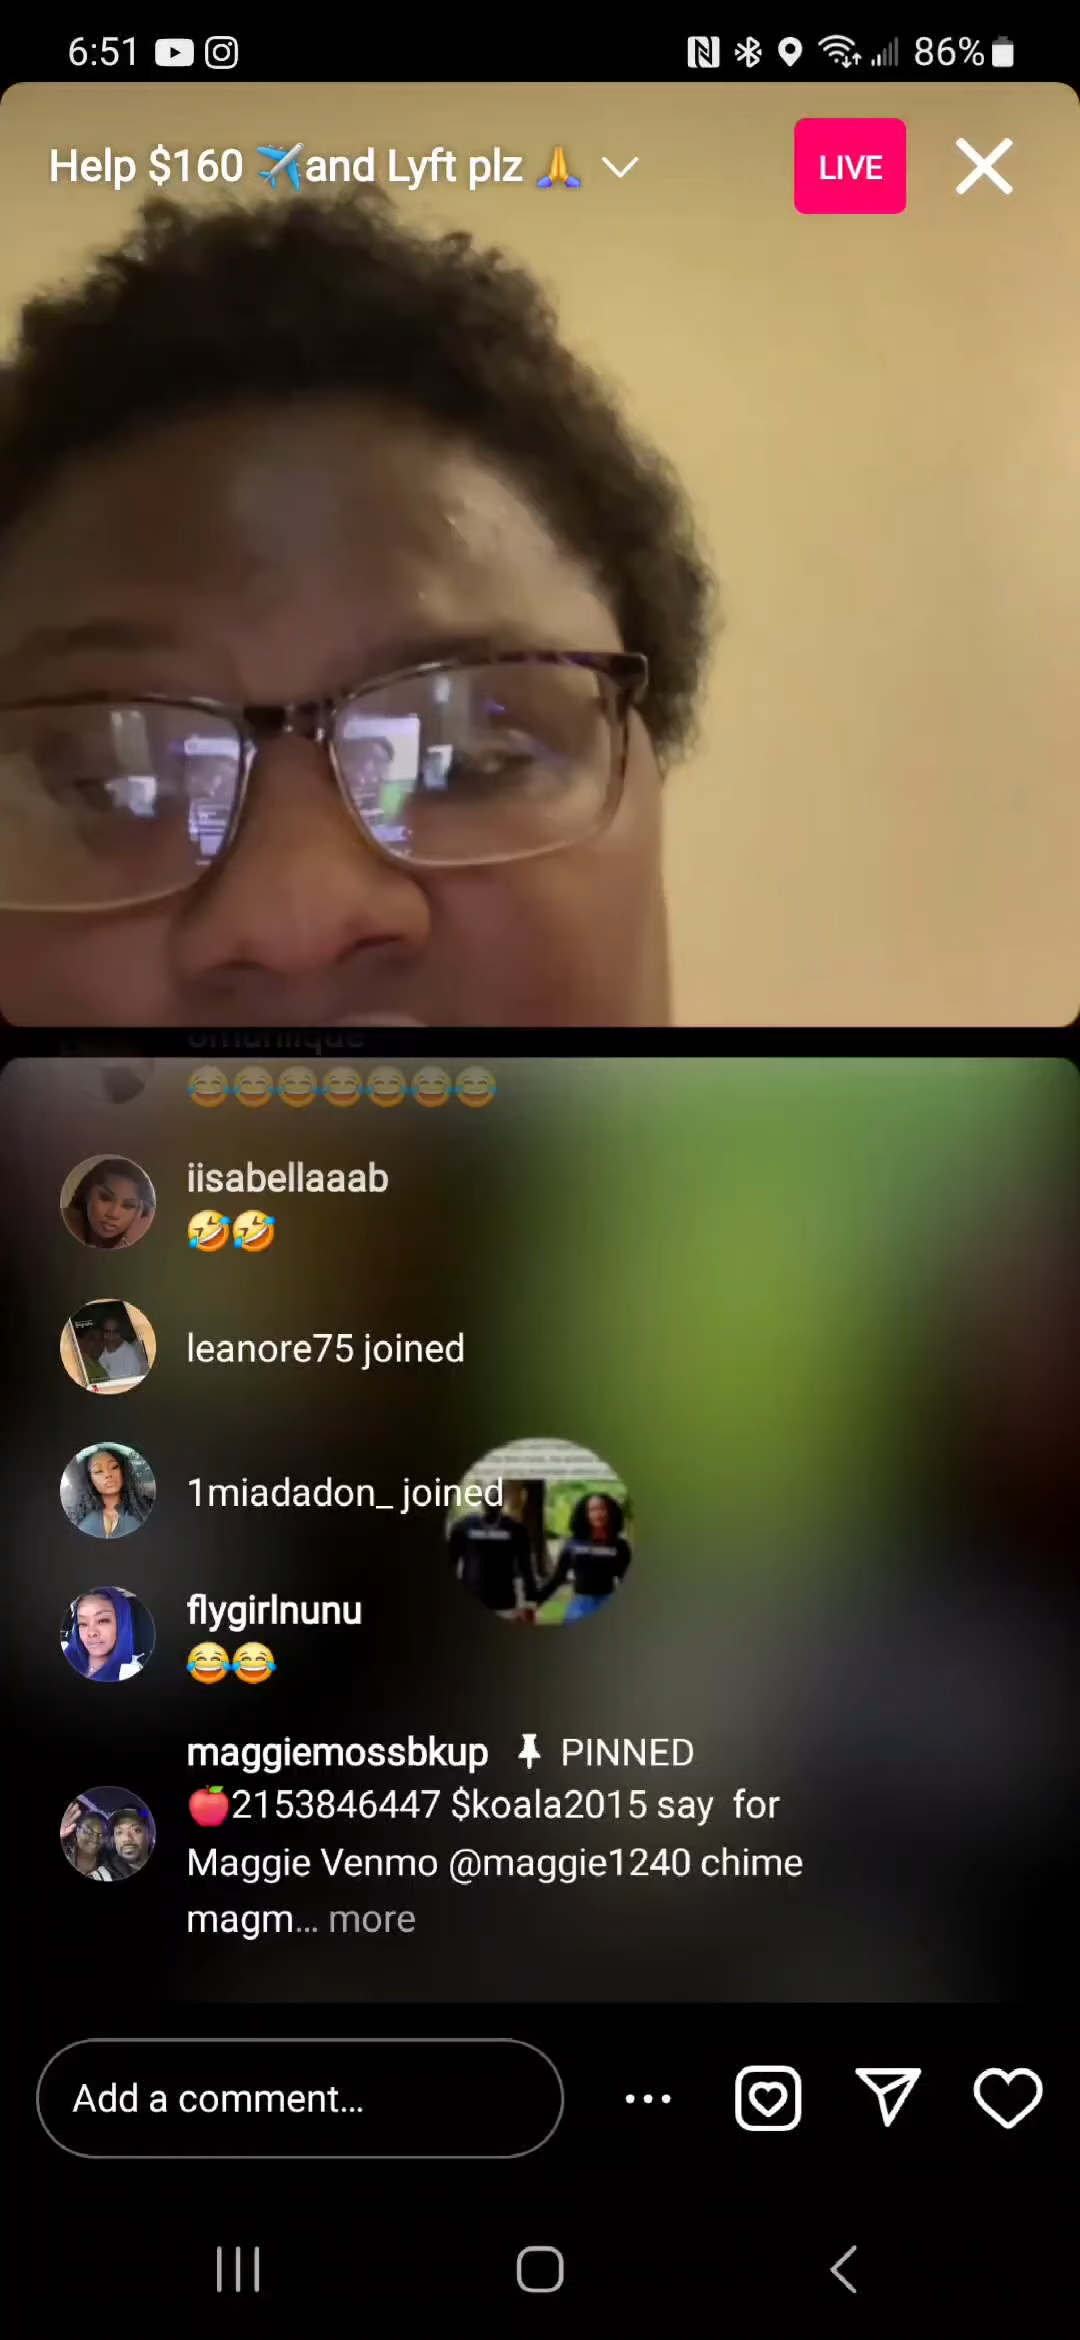 6:51 86%
Help $160 ✈️and Lyft plz 🙏
LIVE
😂😂😂😂😂😂😂
iisabellaaab
🤣🤣
leanore75 joined
1miadadon_ joined
flygirlnunu
😂😂
maggiemossbkup PINNED
🍎2153846447 $koala2015 say for
Maggie Venmo @maggie1240 chime
magm... more
Add a comment...